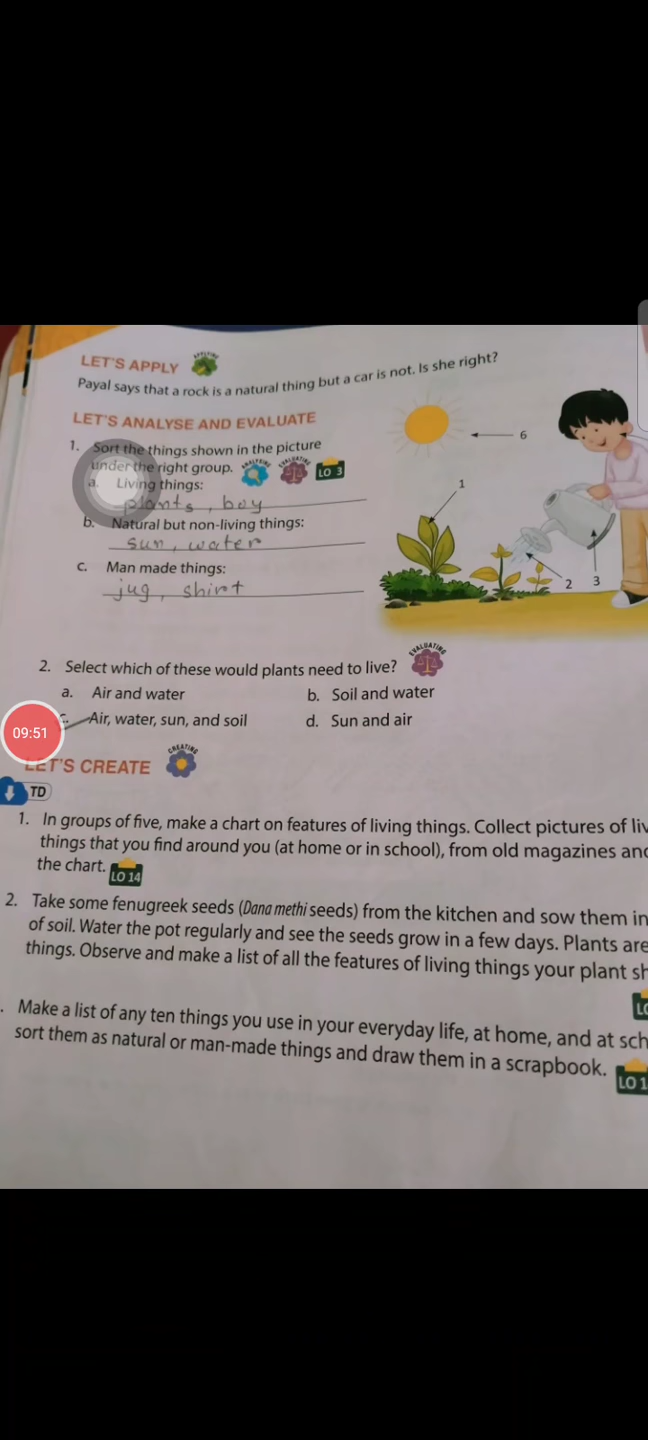 LET'S APPLY
APPLYING
Payal says that a rock is a natural thing but a car is not. Is she right?
LET'S ANALYSE AND EVALUATE
1. Sort the things shown in the picture
under the right group. ANALYSING EVALUATING LO 3
a. Living things:
plants, boy
b. Natural but non-living things:
sun, water
c. Man made things:
jug, shirt
6
1
2 3
2. Select which of these would plants need to live? EVALUATING
a. Air and water b. Soil and water
c. Air, water, sun, and soil d. Sun and air
09:51
LET'S CREATE CREATING
TD
1. In groups of five, make a chart on features of living things. Collect pictures of liv
things that you find around you (at home or in school), from old magazines and
the chart. LO 14
2. Take some fenugreek seeds (Dana methi seeds) from the kitchen and sow them in
of soil. Water the pot regularly and see the seeds grow in a few days. Plants are
things. Observe and make a list of all the features of living things your plant sh
. Make a list of any ten things you use in your everyday life, at home, and at sch
sort them as natural or man-made things and draw them in a scrapbook. LO 1